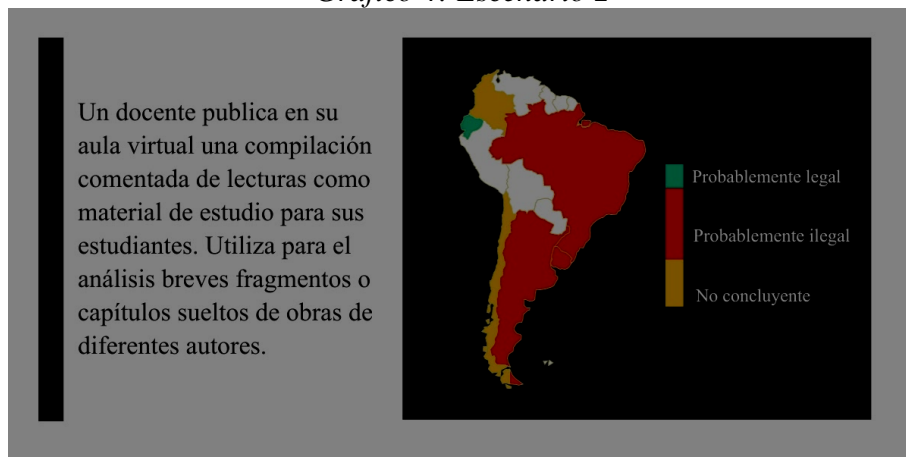 Un docente publica en su
aula virtual una compilación
comentada de lecturas como
material de estudio para sus
estudiantes. Utiliza para el
análisis breves fragmentos o
capítulos sueltos de obras de
diferentes autores.
Probablemente legal
Probablemente ilegal
No concluyente